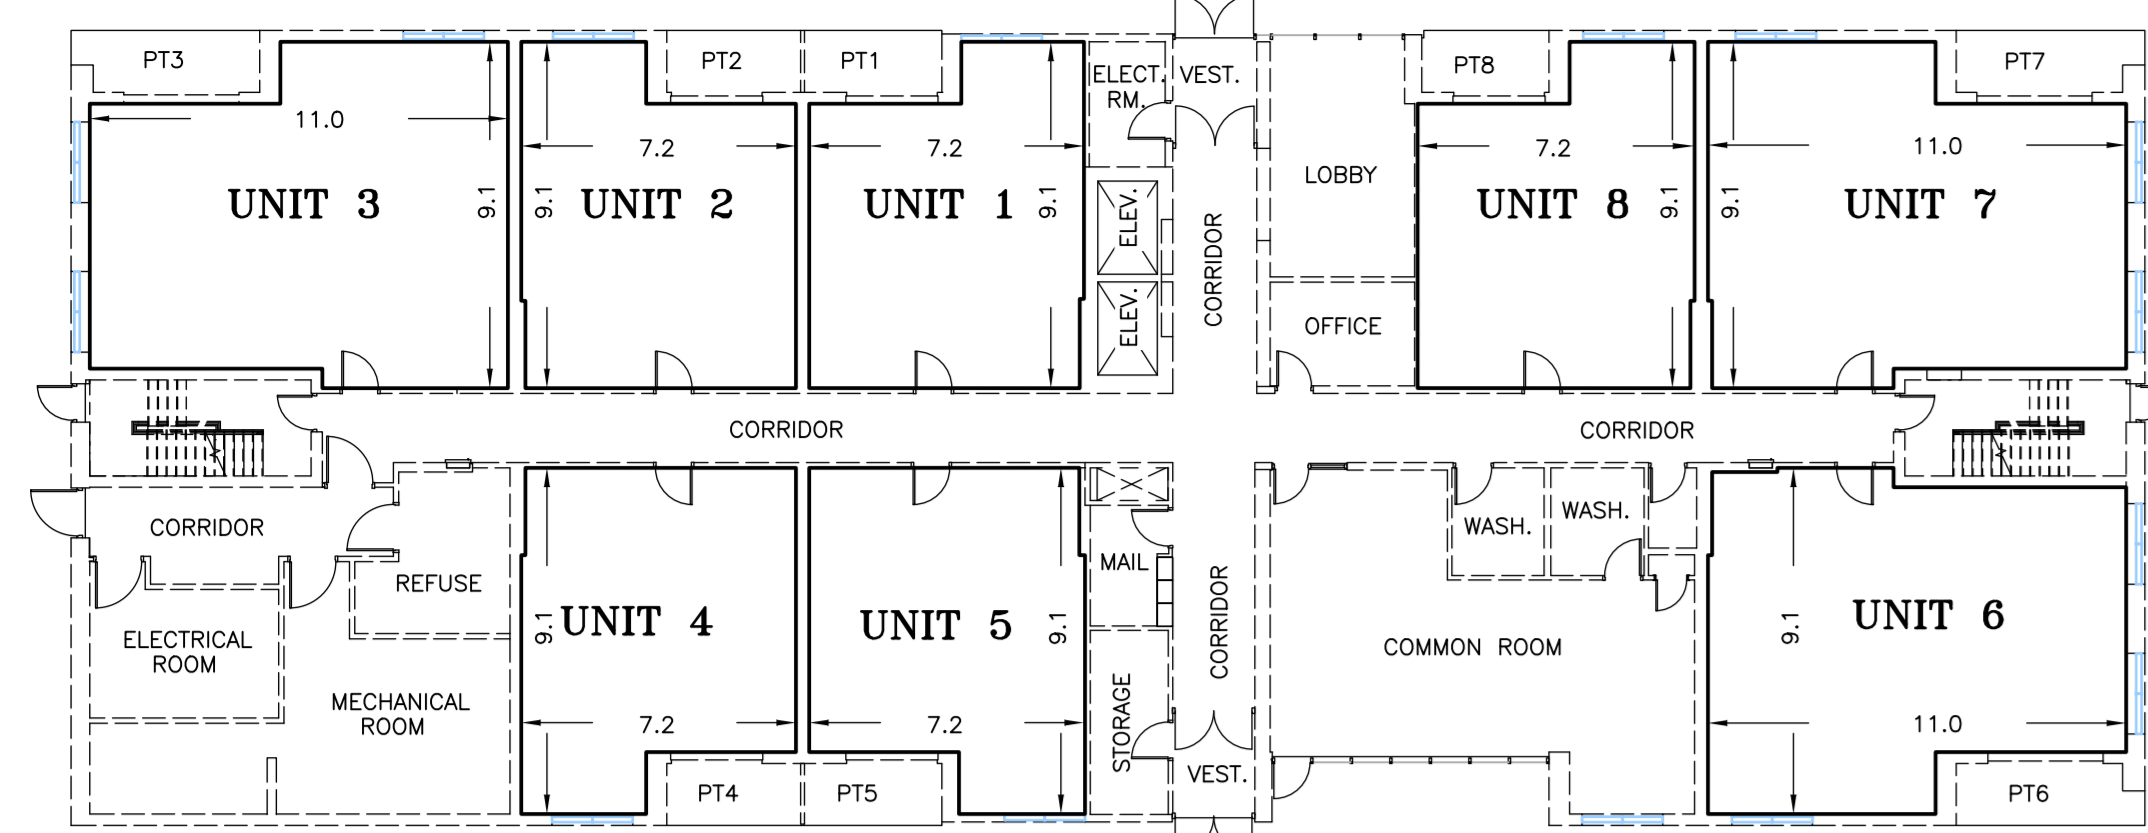 PT3
PT2
PT1
ELECT.
RM.
VEST.
PT8
PT7
11.0
7.2
7.2
7.2
11.0
LOBBY
UNIT 3
9.1
9.1
UNIT 2
UNIT 1
9.1
ELEV.
CORRIDOR
UNIT 8
9.1
9.1
UNIT 7
ELEV.
OFFICE
CORRIDOR
CORRIDOR
CORRIDOR
REFUSE
MAIL
WASH.
WASH.
ELECTRICAL
ROOM
MECHANICAL
ROOM
9.1
UNIT 4
UNIT 5
9.1
CORRIDOR
COMMON ROOM
9.1
UNIT 6
7.2
7.2
STORAGE
11.0
VEST.
PT4
PT5
PT6